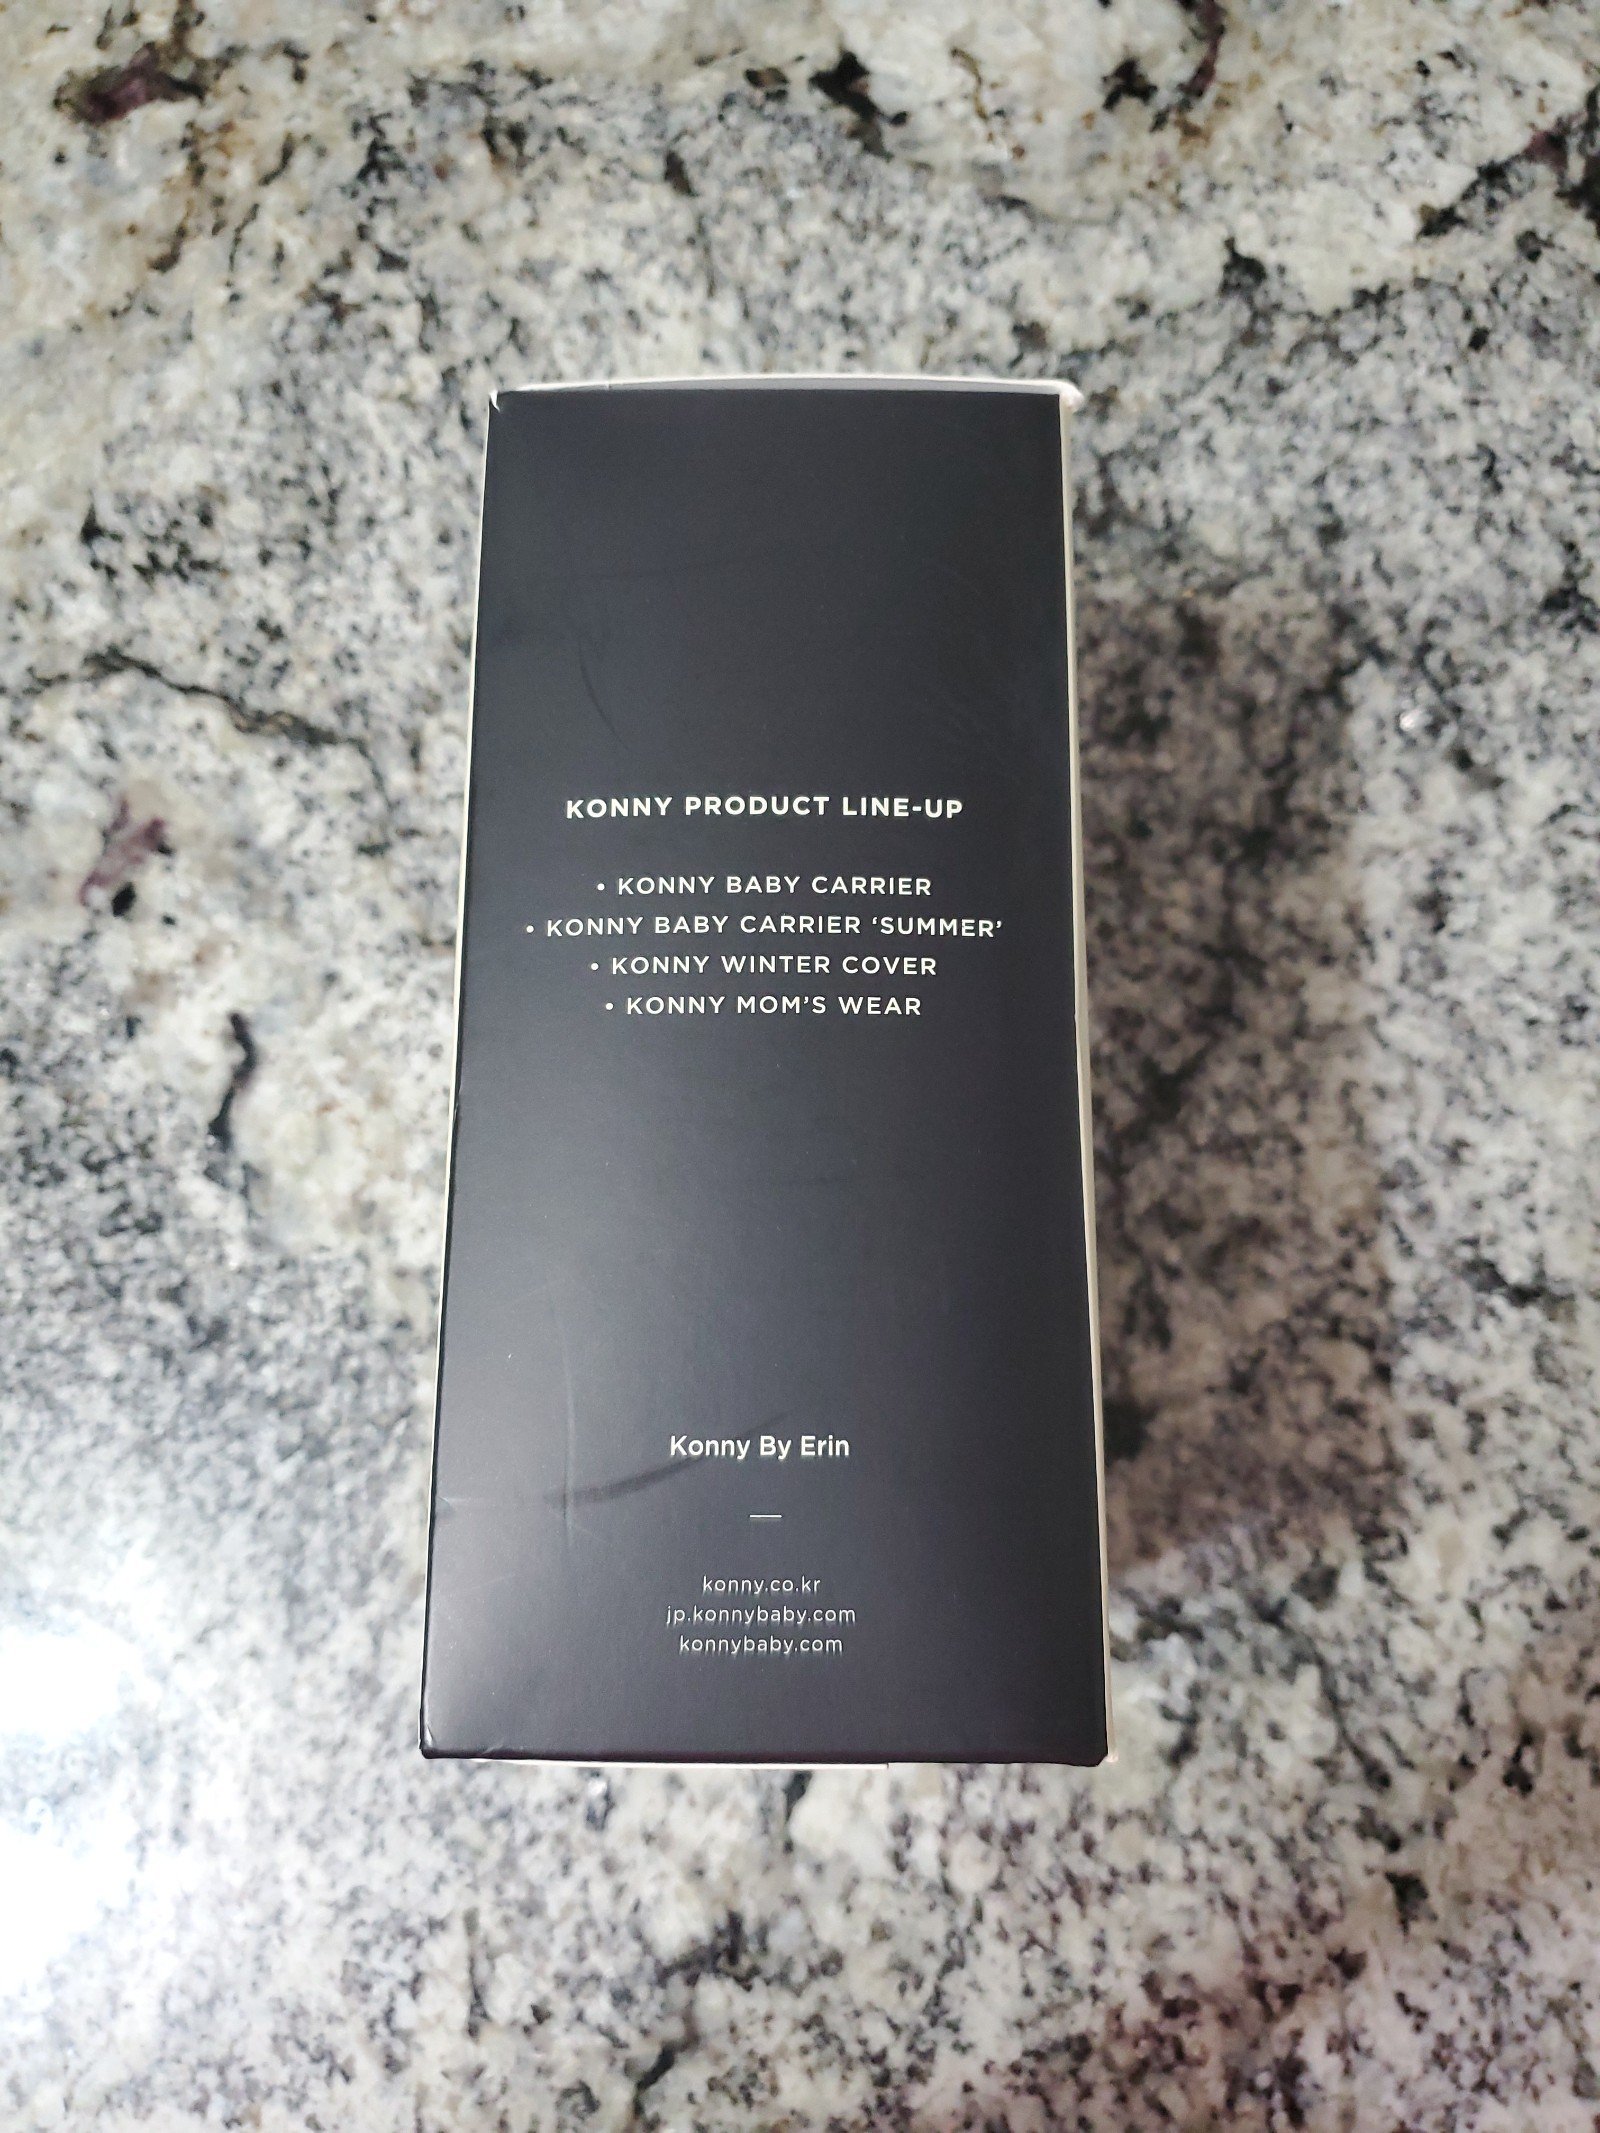 KONNY PRODUCT LINE-UP
• KONNY BABY CARRIER
• KONNY BABY CARRIER ‘SUMMER’
• KONNY WINTER COVER
• KONNY MOM’S WEAR
Konny By Erin
—
konny.co.kr
jp.konnybaby.com
konnybaby.com